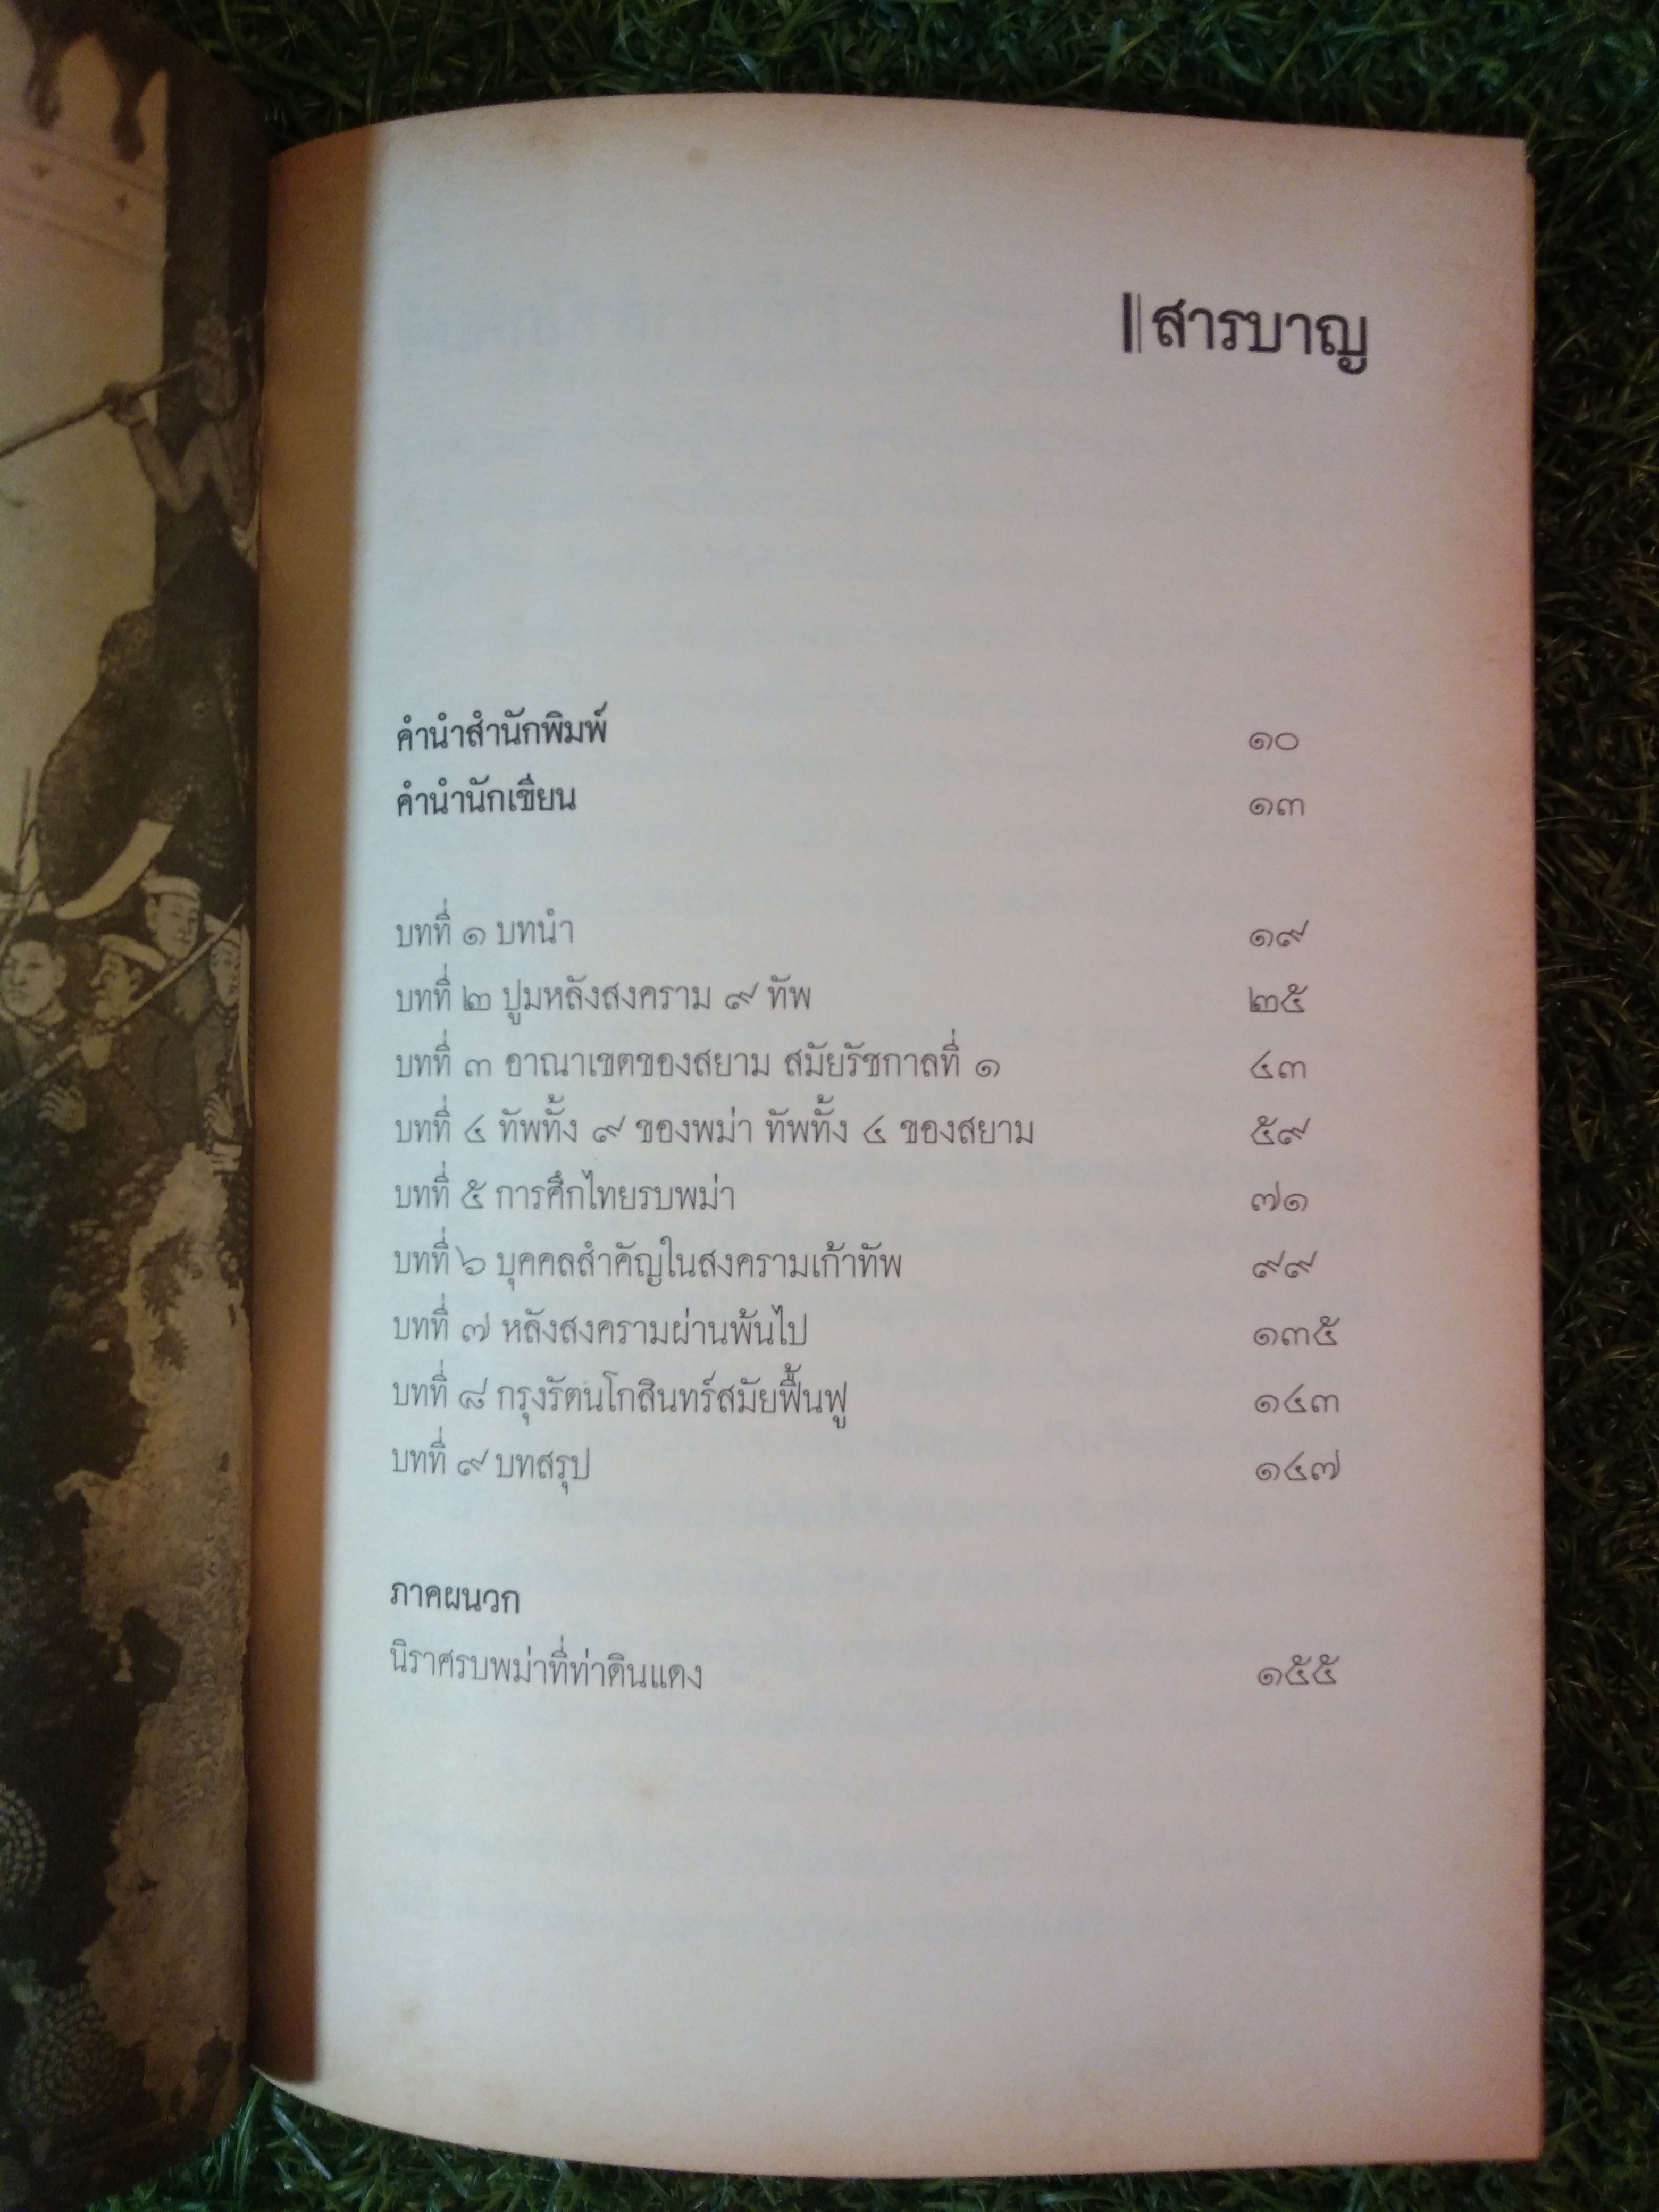 สารบาญ
คำนำสำนักพิมพ์ ๑๐
คำนำนักเขียน ๑๓
บทที่ ๑ บทนำ ๑๙
บทที่ ๒ ปูมหลังสงคราม ๙ ทัพ ๒๕
บทที่ ๓ อาณาเขตของสยาม สมัยรัชกาลที่ ๑ ๔๓
บทที่ ๔ ทัพทั้ง ๙ ของพม่า ทัพทั้ง ๔ ของสยาม ๕๙
บทที่ ๕ การศึกไทยรบพม่า ๗๑
บทที่ ๖ บุคคลสำคัญในสงครามเก้าทัพ ๙๙
บทที่ ๗ หลังสงครามผ่านพ้นไป ๑๓๕
บทที่ ๘ กรุงรัตนโกสินทร์สมัยฟื้นฟู ๑๔๓
บทที่ ๙ บทสรุป ๑๔๗
ภาคผนวก
นิราศรบพม่าที่ท่าดินแดง ๑๕๕